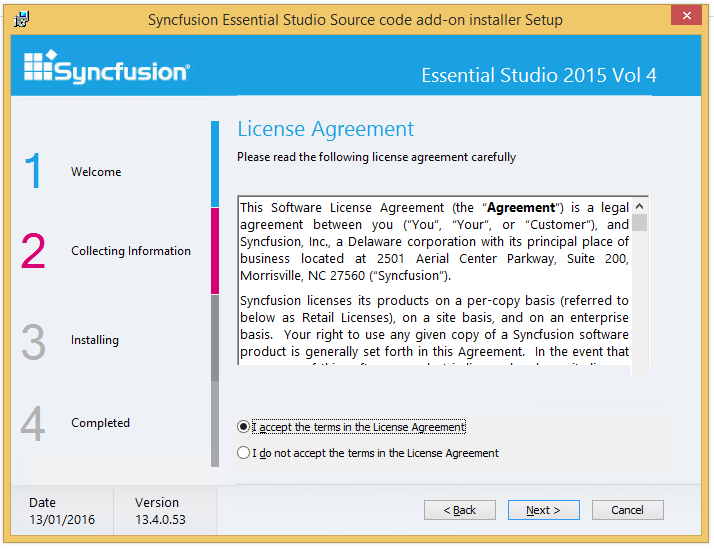 Syncfusion Essential Studio Source code add-on installer Setup
Syncfusion
Essential Studio 2015 Vol 4
1 Welcome
2 Collecting Information
3 Installing
4 Completed
License Agreement
Please read the following license agreement carefully
This Software License Agreement (the “Agreement”) is a legal
agreement between you (“You”, “Your”, or “Customer”), and
Syncfusion, Inc., a Delaware corporation with its principal place of
business located at 2501 Aerial Center Parkway, Suite 200,
Morrisville, NC 27560 (“Syncfusion”).
Syncfusion licenses its products on a per-copy basis (referred to
below as Retail Licenses), on a site basis, and on an enterprise
basis. Your right to use any given copy of a Syncfusion software
product is generally set forth in this Agreement. In the event that
I accept the terms in the License Agreement
I do not accept the terms in the License Agreement
Date
13/01/2016
Version
13.4.0.53
< Back
Next >
Cancel